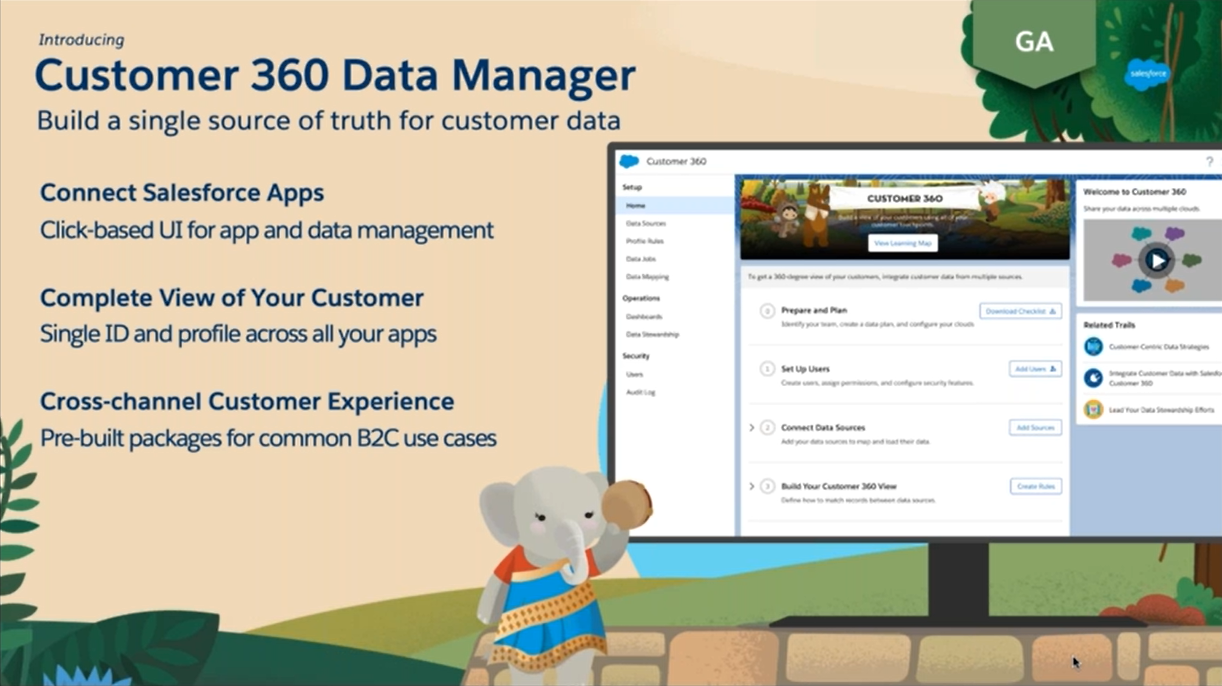 Introducing
Customer 360 Data Manager
Build a single source of truth for customer data
Connect Salesforce Apps
Click-based UI for app and data management
Complete View of Your Customer
Single ID and profile across all your apps
Cross-channel Customer Experience
Pre-built packages for common B2C use cases
GA
salesforce
Customer 360
?
Setup
Home
Data Sources
Profile Rules
Data Jobs
Data Mapping
Operations
Dashboards
Data Stewardship
Security
Users
Audit Log
CUSTOMER 360
Build a view of your customers using all of your
customer touchpoints.
View Learning Map
To get a 360-degree view of your customers, integrate customer data from multiple sources.
0
Prepare and Plan
Identify your team, create a data plan, and configure your clouds
Download Checklist
1
Set Up Users
Create users, assign permissions, and configure security features.
Add Users
2
Connect Data Sources
Add your data sources to map and load their data.
Add Sources
3
Build Your Customer 360 View
Define how to match records between data sources.
Create Rules
Welcome to Customer 360
Share your data across multiple clouds.
Related Trails
Customer-Centric Data Strategies
Integrate Customer Data with Salesfo
Customer 360
Lead Your Data Stewardship Efforts